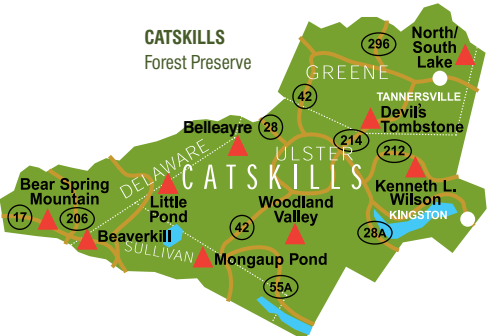 CATSKILLS
Forest Preserve
North/
South
Lake
296
GREENE
42
TANNERSVILLE
Devil's
Tombstone
28
Belleayre
214
212
ULSTER
DELAWARE
CATSKILLS
Bear Spring
Mountain
Little
Pond
Woodland
Valley
Kenneth L.
Wilson
KINGSTON
17
206
Beaverkill
42
28A
SULLIVAN
Mongaup Pond
55A